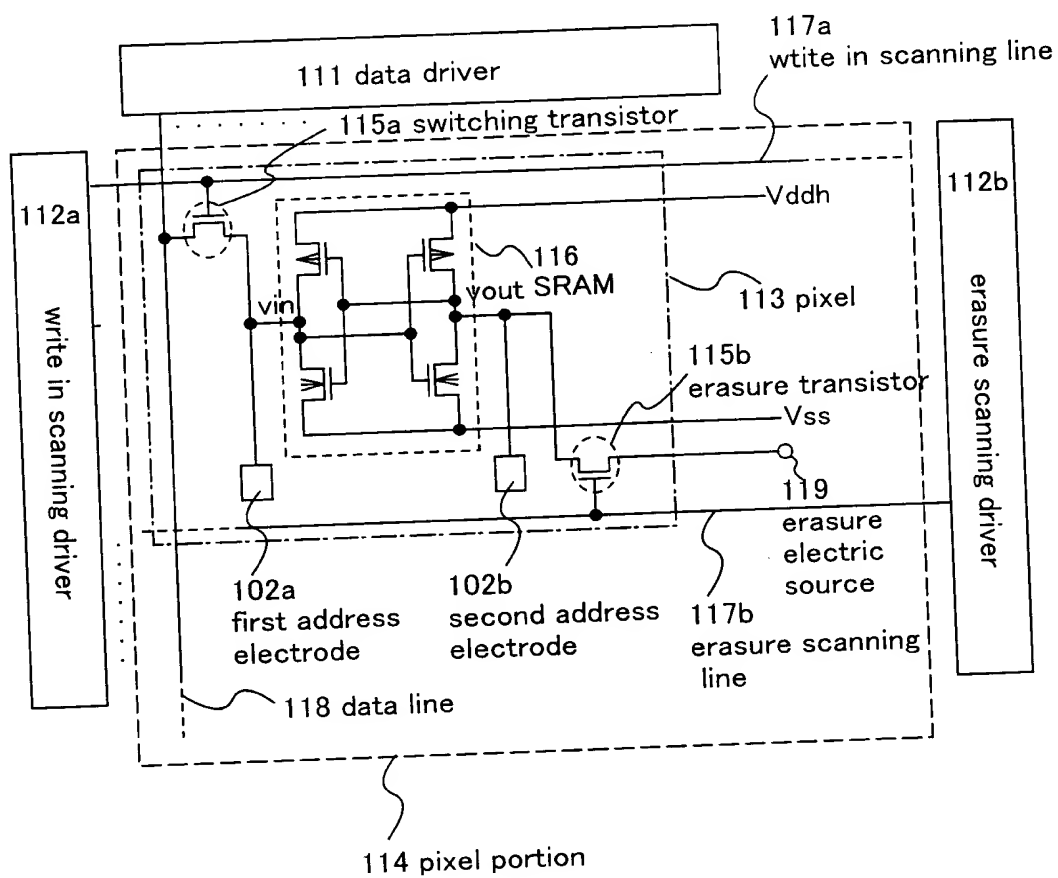 117a
wtite in scanning line
111 data driver
115a switching transistor
112a
write in scanning driver
112b
erasure scanning driver
Vddh
116
SRAM
vin
vout
113 pixel
115b
erasure transistor
Vss
119
erasure
electric
source
102a
first address
electrode
102b
second address
electrode
117b
erasure scanning
line
118 data line
114 pixel portion